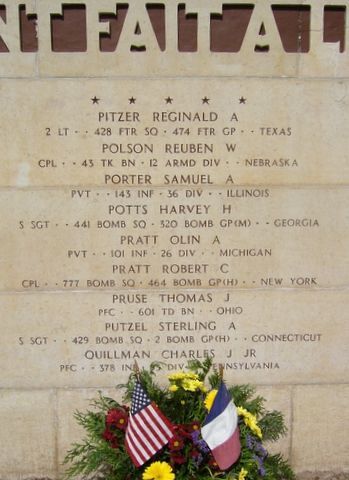 NT FAIT A L
PITZER REGINALD A
2 LT · · 428 FTR SQ · 474 FTR GP · · TEXAS
POLSON REUBEN W
CPL · · 43 TK BN · 12 ARMD DIV · · NEBRASKA
PORTER SAMUEL A
PVT · · 143 INF · 36 DIV · · ILLINOIS
POTTS HARVEY H
S SGT · · 441 BOMB SQ · 320 BOMB GP(M) · · GEORGIA
PRATT OLIN A
PVT · · 101 INF · 26 DIV · · MICHIGAN
PRATT ROBERT C
CPL · · 777 BOMB SQ · 464 BOMB GP(H) · · NEW YORK
PRUSE THOMAS J
PFC · · 601 TD BN · · OHIO
PUTZEL STERLING A
S SGT · · 429 BOMB SQ · 2 BOMB GP(H) · · CONNECTICUT
QUILLMAN CHARLES J JR
PFC · · 378 INF DIV · · PENNSYLVANIA